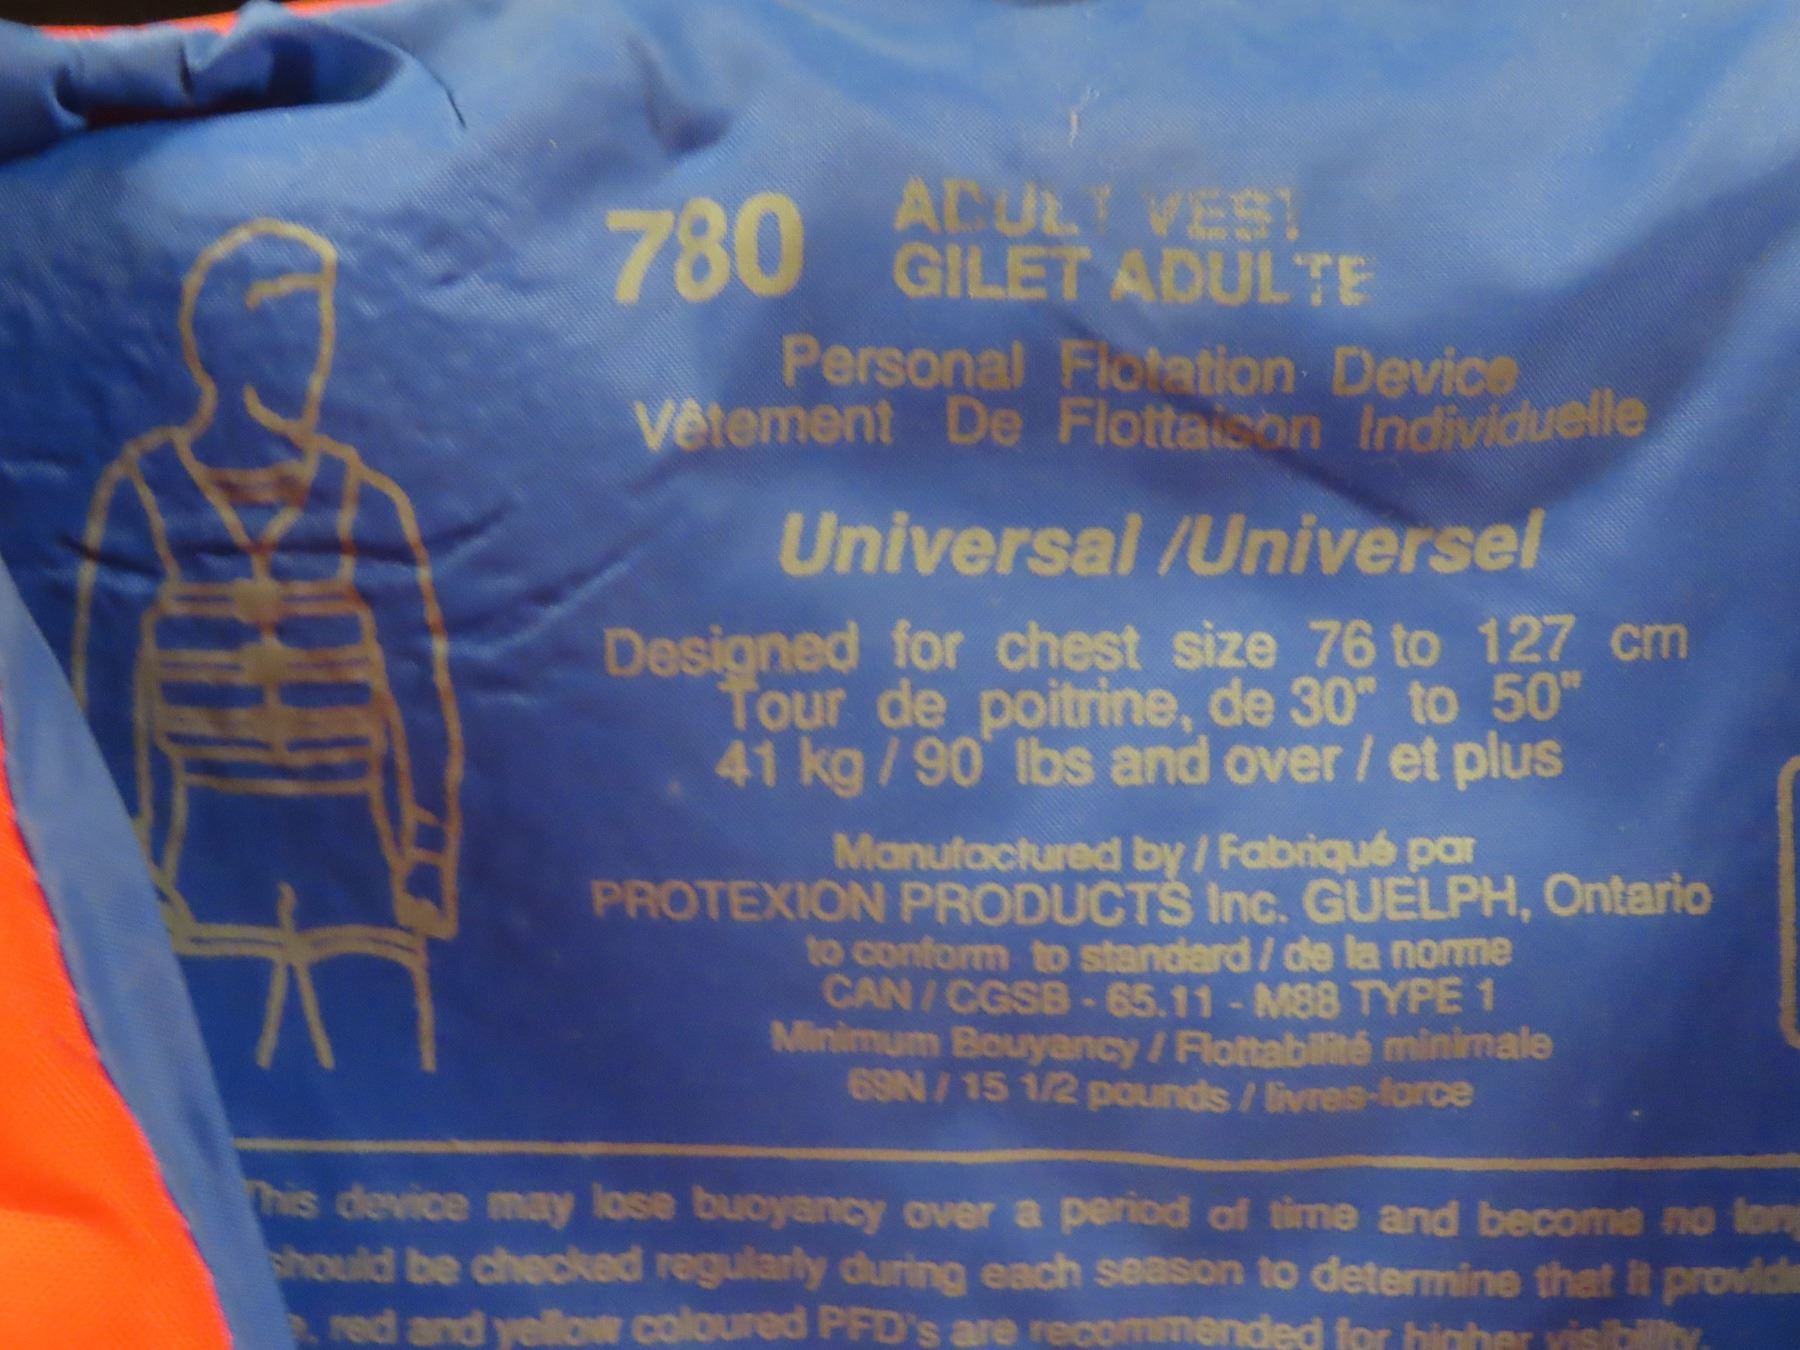 780
ADULT VEST
GILET ADULTE
Personal Flotation Device
Vêtement De Flottaison Individuelle
Universal /Universel
Designed for chest size 76 to 127 cm
Tour de poitrine, de 30" to 50"
41 kg / 90 lbs and over / et plus
Manufactured by / Fabriqué par
PROTEXION PRODUCTS Inc. GUELPH, Ontario
to conform to standard / de la norme
CAN / CGSB - 65.11 - M88 TYPE 1
Minimum Bouyancy / Flottabilité minimale
69N / 15 1/2 pounds / livres-force
This device may lose buoyancy over a period of time and become no
should be checked regularly during each season to determine that it
red and yellow coloured PFD's are recommended for higher visibility.